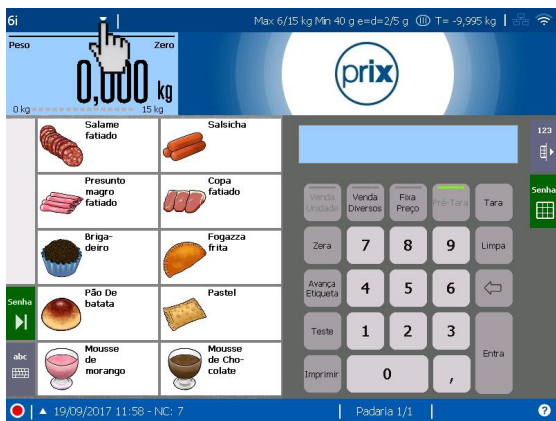 6i
Max 6/15 kg Min 40 g e=d=2/5 g III T= -9,995 kg
Peso
Zero
0,000 kg
0 kg
15 kg
prix
123
Senha
Salame
fatiado
Salsicha
Presunto
magro
fatiado
Copa
fatiado
Briga-
deiro
Fogazza
frita
Pão De
batata
Pastel
Mousse
de
morango
Mousse
de Cho-
colate
Senha
abc
Venda
Unidade
Venda
Diversos
Fixa
Preço
Pré-Tara
Tara
Zera
7
8
9
Limpa
Avança
Etiqueta
4
5
6
Teste
1
2
3
Entra
Imprimir
0
,
19/09/2017 11:58 - NC: 7
Padaria 1/1
?